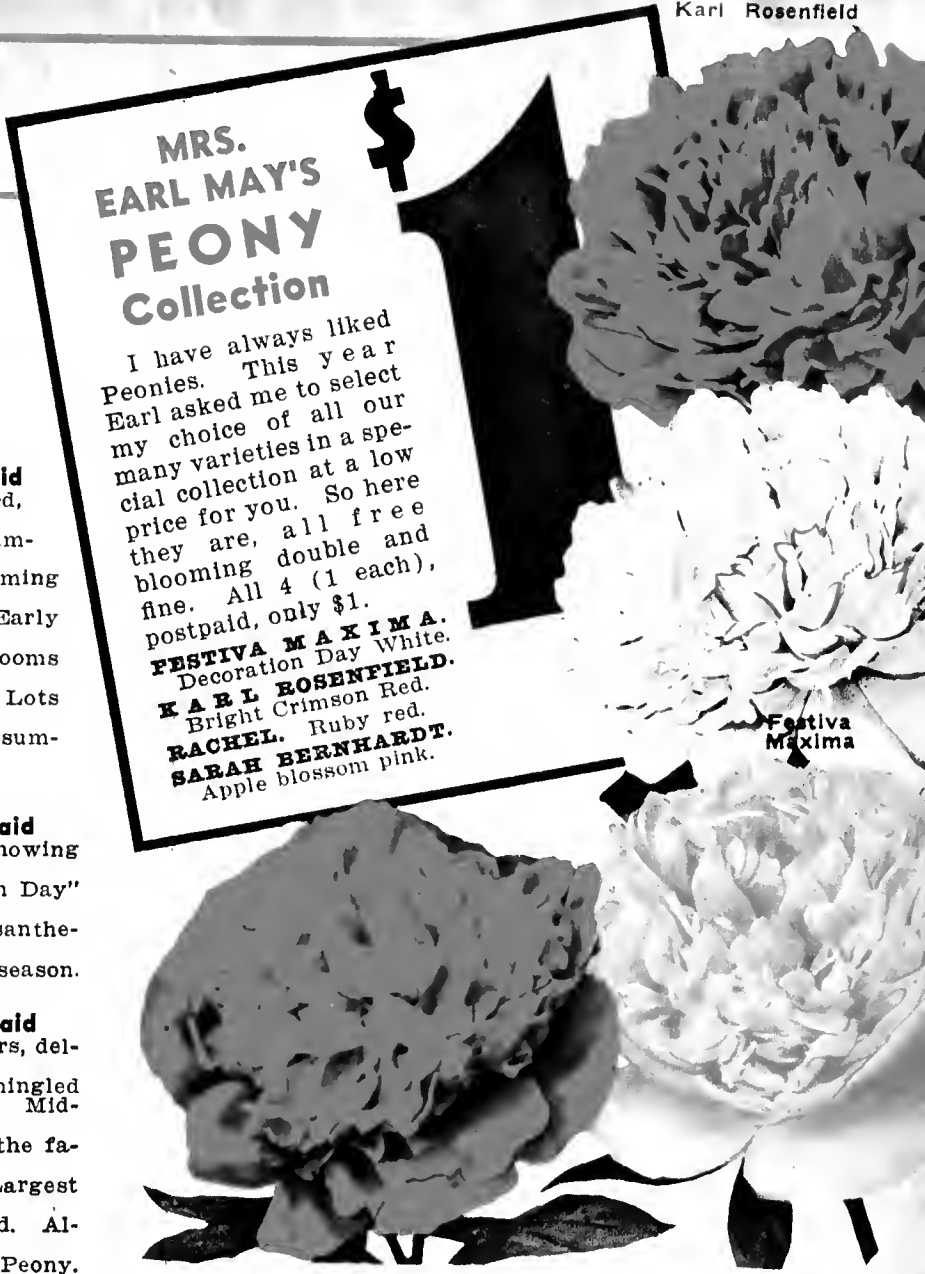 Karl Rosenfield
$1
MRS.
EARL MAY'S
PEONY
Collection
I have always liked
Peonies. This year
Earl asked me to select
my choice of all our
many varieties in a spe-
cial collection at a low
price for you. So here
they are, all free
blooming double and
fine. All 4 (1 each),
postpaid, only $1.
FESTIVA MAXIMA.
Decoration Day White.
KARL ROSENFIELD.
Bright Crimson Red.
RACHEL. Ruby red.
SARAH BERNHARDT.
Apple blossom pink.
Festiva
Maxima
id
d,
m-
ming
Early
ooms
Lots
sum-
aid
howing
n Day"
santhe-
season.
aid
rs, del-
mingled
Mid-
the fa-
Largest
d. Al-
Peony.